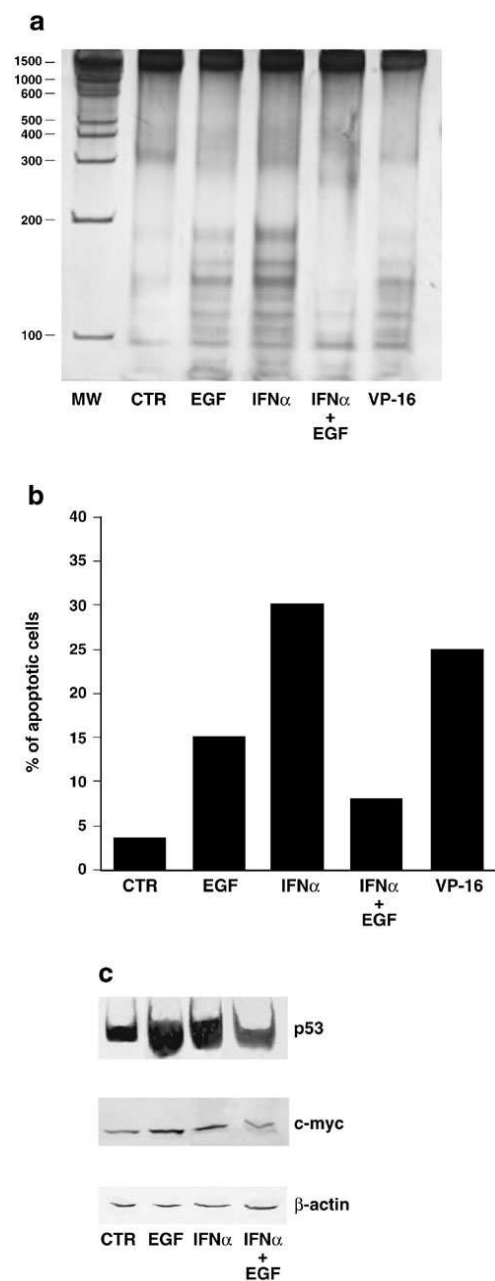 a
1500
1000
600
500
400
300
200
100
MW CTR EGF IFNα IFNα + EGF VP-16
b
% of apoptotic cells
40
35
30
25
20
15
10
5
0
CTR EGF IFNα IFNα + EGF VP-16
c
p53
c-myc
β-actin
CTR EGF IFNα IFNα + EGF